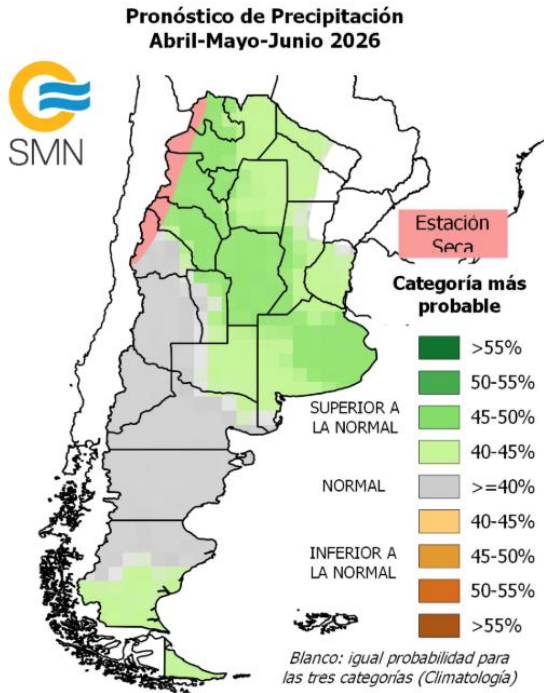 Pronóstico de Precipitación
Abril-Mayo-Junio 2026
SMN
Estación
Seca
Categoría más
probable
>55%
50-55%
SUPERIOR A
LA NORMAL
45-50%
40-45%
NORMAL
>=40%
40-45%
INFERIOR A
LA NORMAL
45-50%
50-55%
>55%
Blanco: igual probabilidad para
las tres categorías (Climatología)